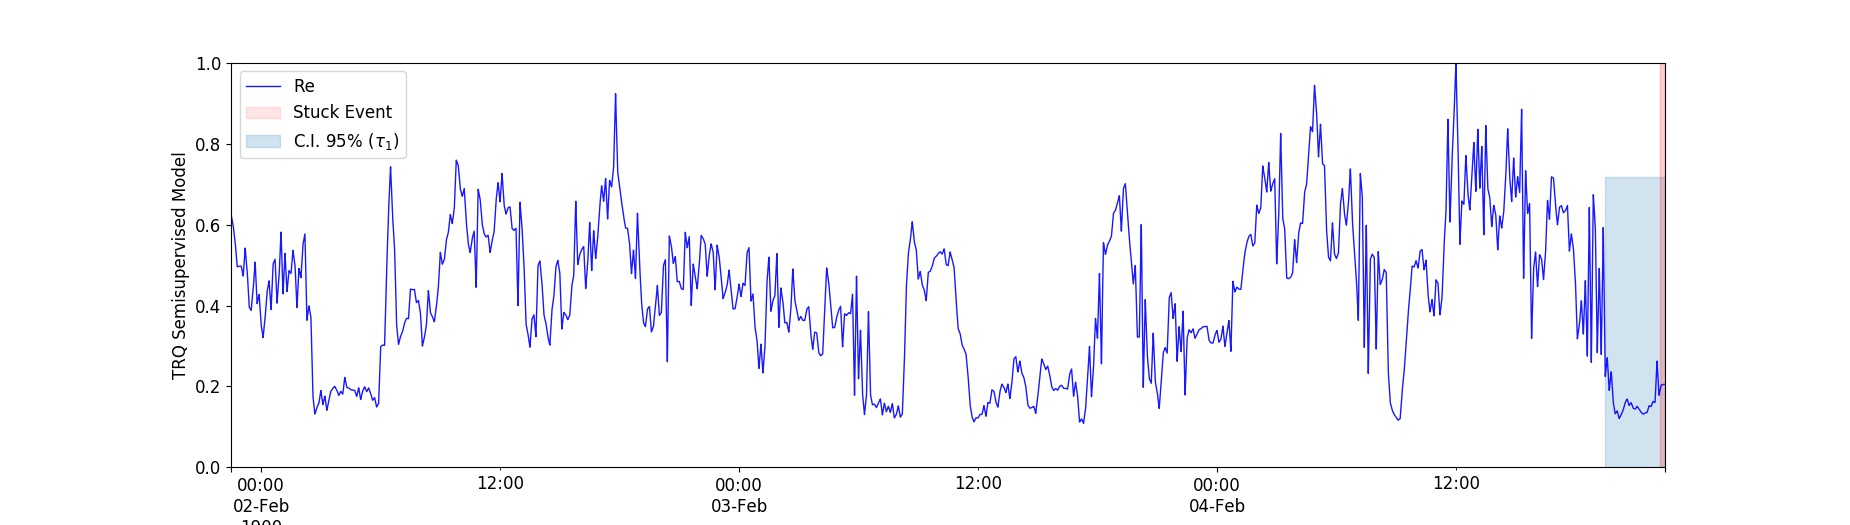 1.0
0.8
0.6
0.4
0.2
0.0
TRQ Semisupervised Model
Re
Stuck Event
C.I. 95% (τ₁)
00:00
02-Feb
12:00
00:00
03-Feb
12:00
00:00
04-Feb
12:00